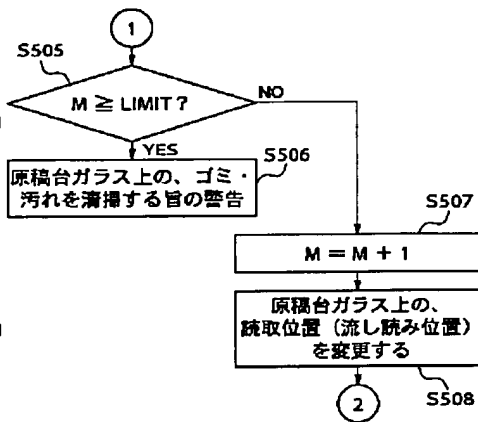 1
S505
M ≧ LIMIT?
NO
YES
S506
原稿台ガラス上の、ゴミ・
汚れを清掃する旨の警告
S507
M = M + 1
原稿台ガラス上の、
読取位置（流し読み位置）
を変更する
2
S508